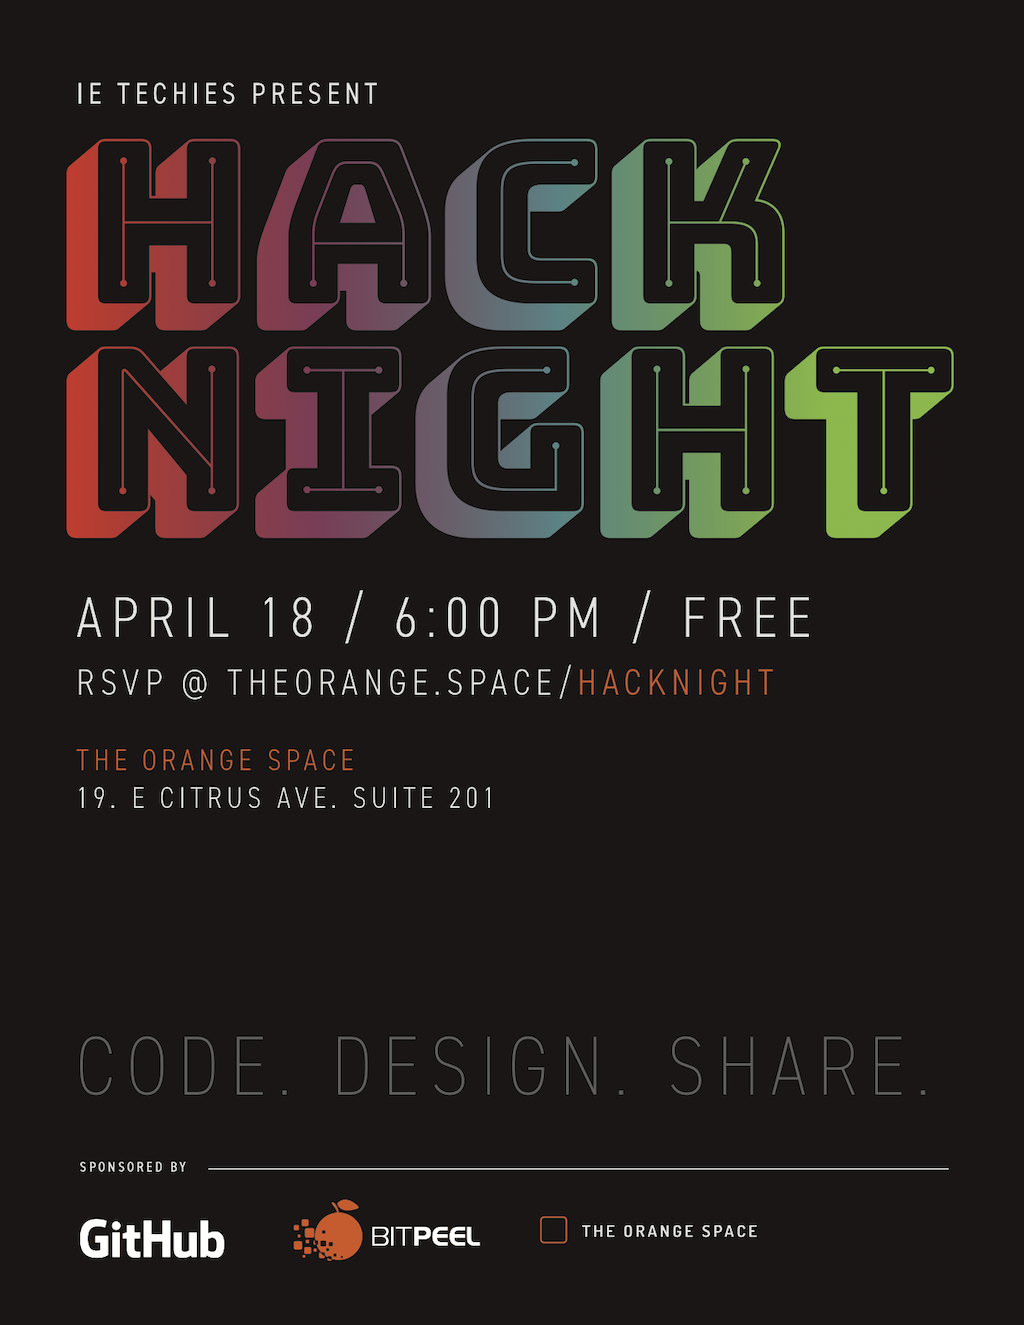 IE TECHIES PRESENT
HACK
NIGHT
APRIL 18 / 6:00 PM / FREE
RSVP @ THEORANGE.SPACE/HACKNIGHT
THE ORANGE SPACE
19. E CITRUS AVE. SUITE 201
CODE. DESIGN. SHARE.
SPONSORED BY
GitHub BITPEEL THE ORANGE SPACE